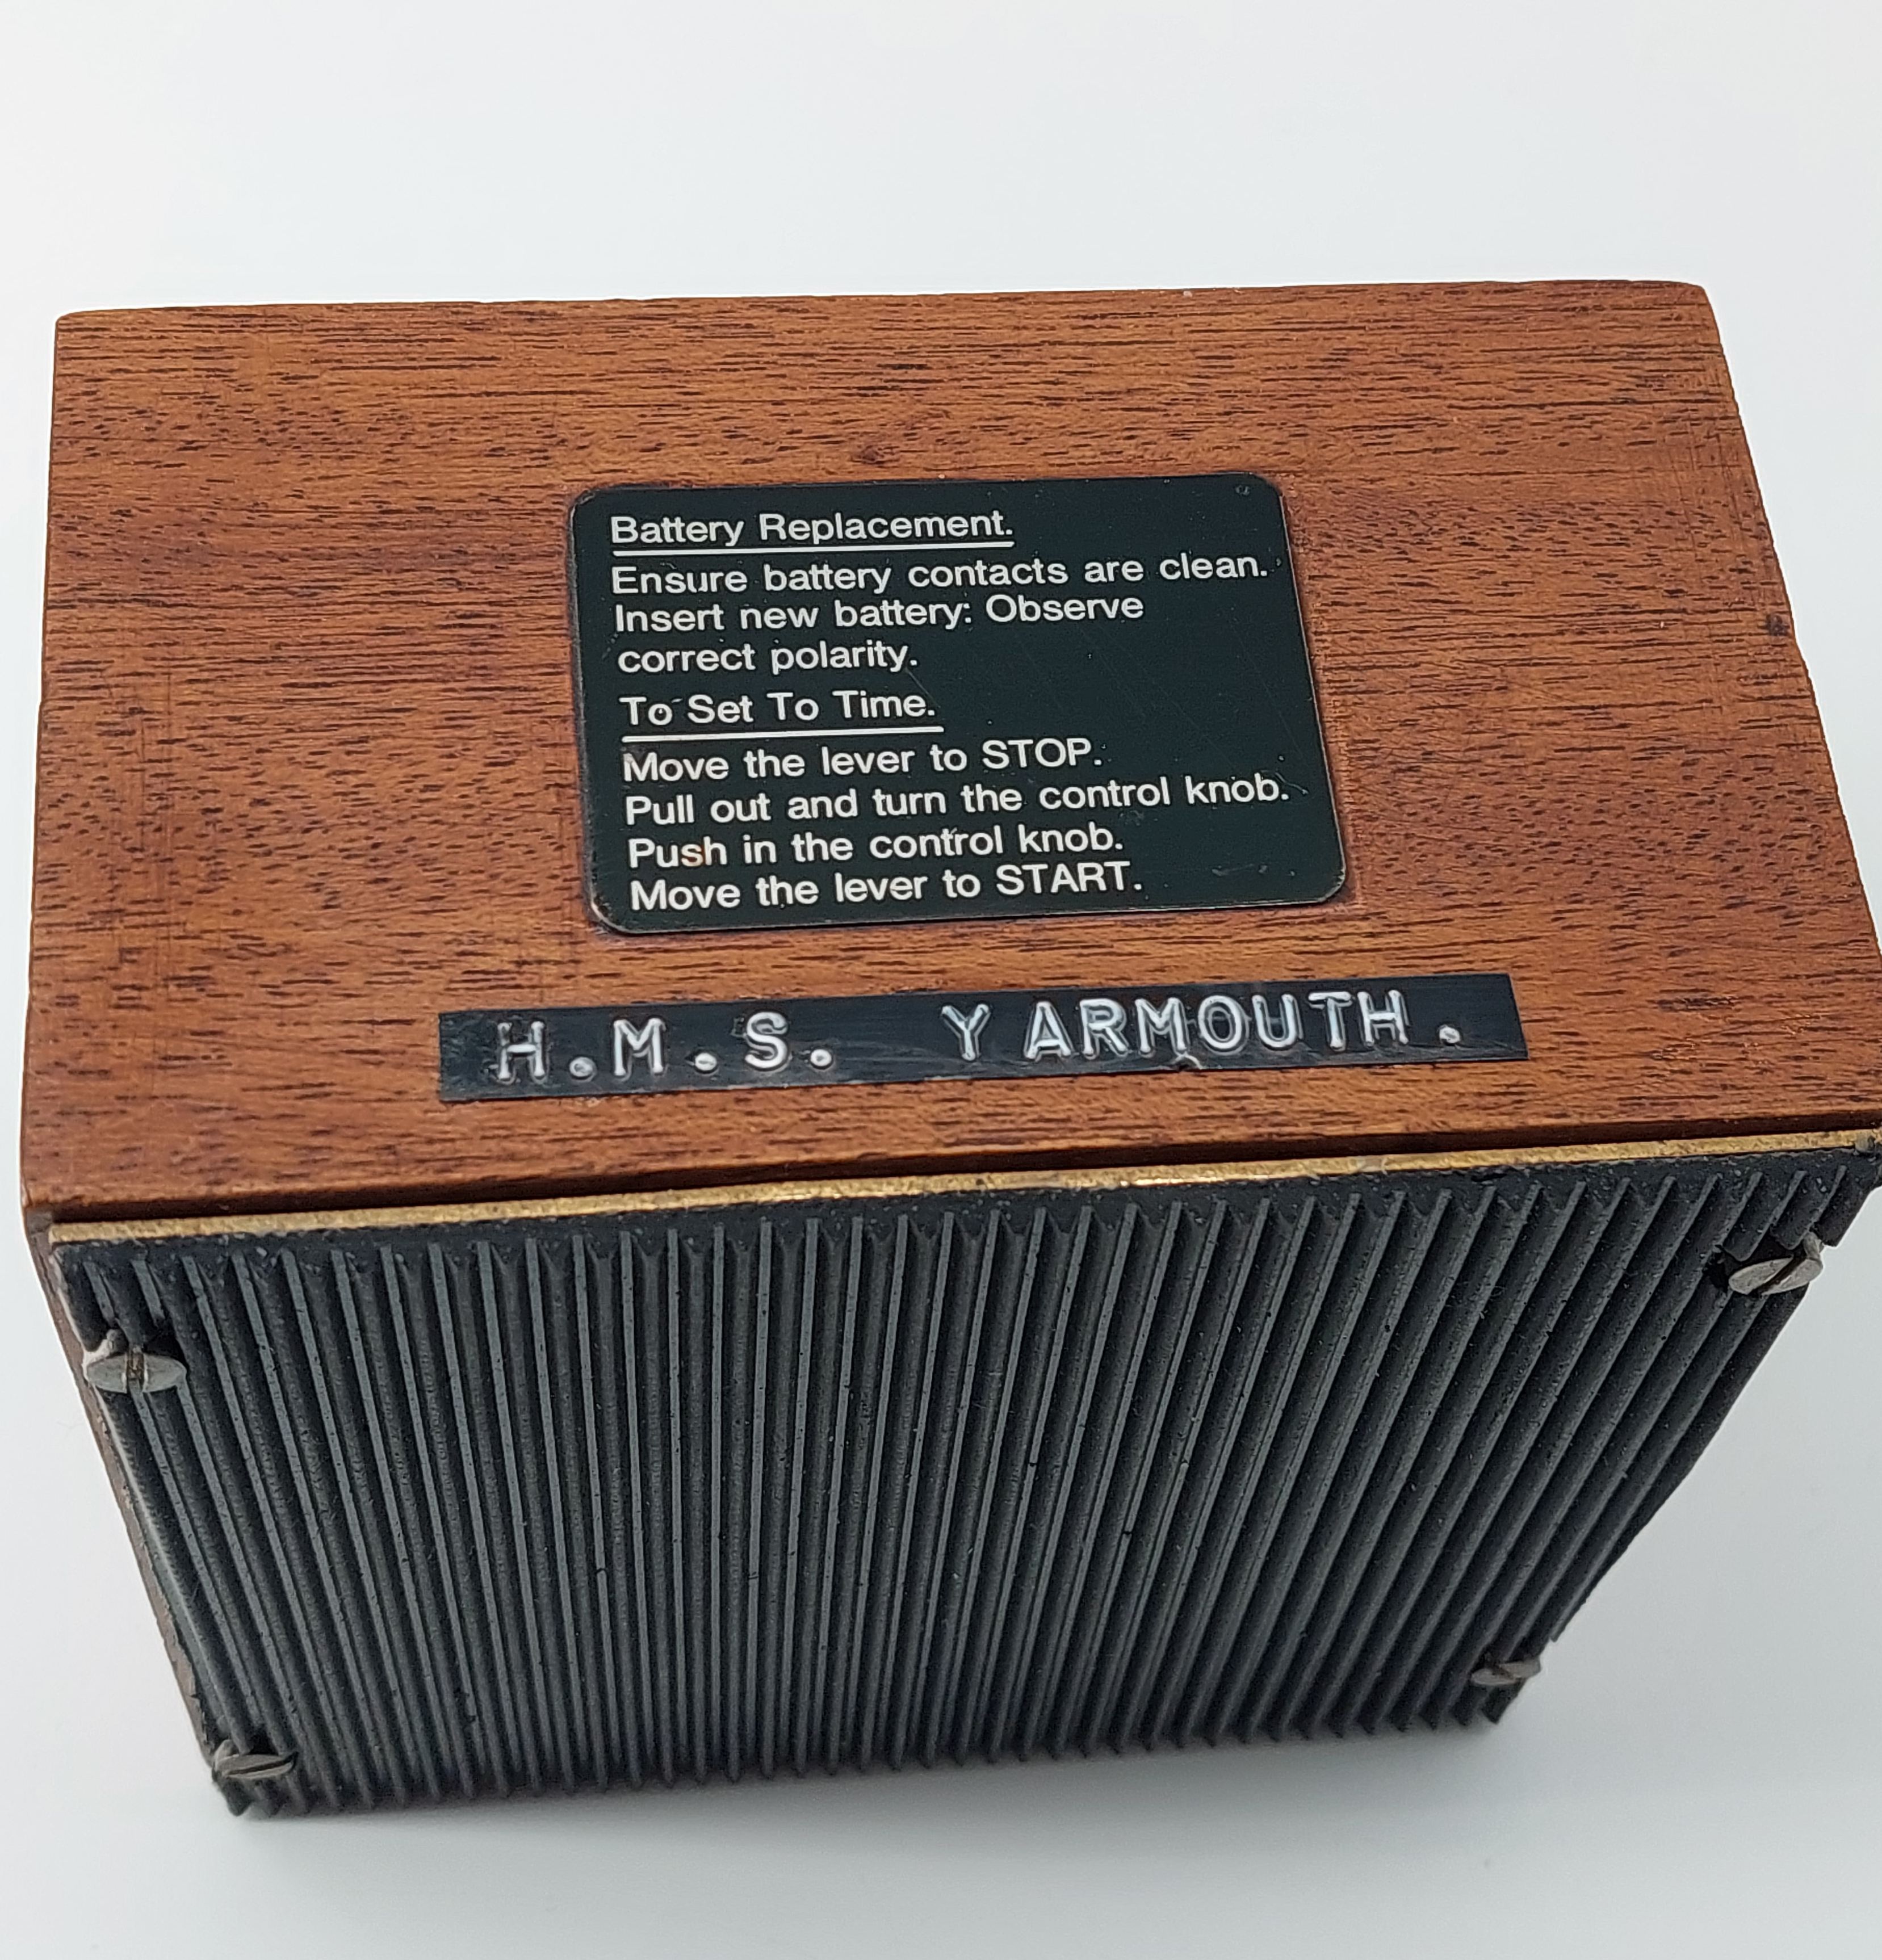 Battery Replacement.
Ensure battery contacts are clean.
Insert new battery: Observe
correct polarity.
To Set To Time.
Move the lever to STOP.
Pull out and turn the control knob.
Push in the control knob.
Move the lever to START.
H.M.S. YARMOUTH.